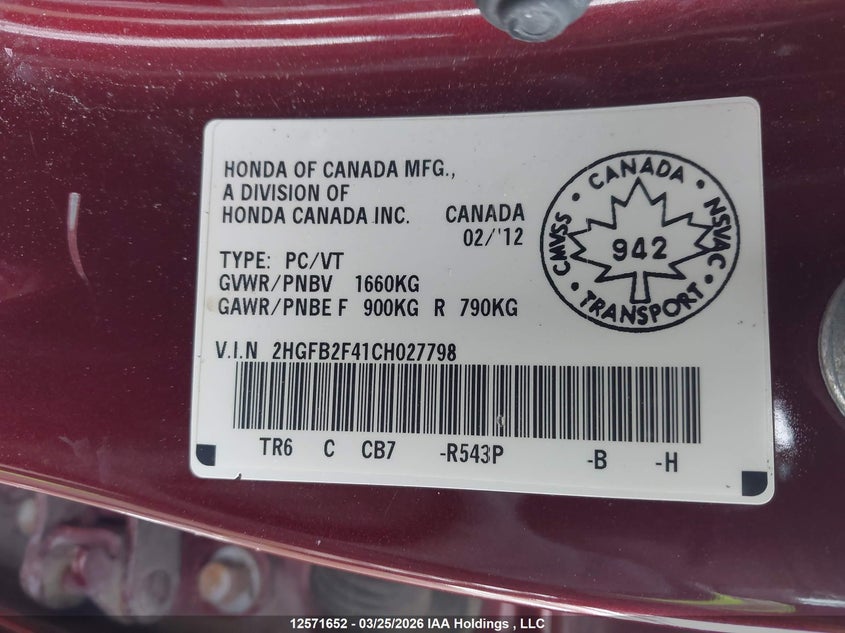 HONDA OF CANADA MFG.,
A DIVISION OF
HONDA CANADA INC. CANADA
02/'12
TYPE: PC/VT
GVWR/PNBV 1660KG
GAWR/PNBE F 900KG R 790KG
V.I.N 2HGFB2F41CH027798
TR6 C CB7 -R543P -B -H
CANADA
CMVSS 942 NSVAC
TRANSPORT
12571652 - 03/25/2026 IAA Holdings , LLC